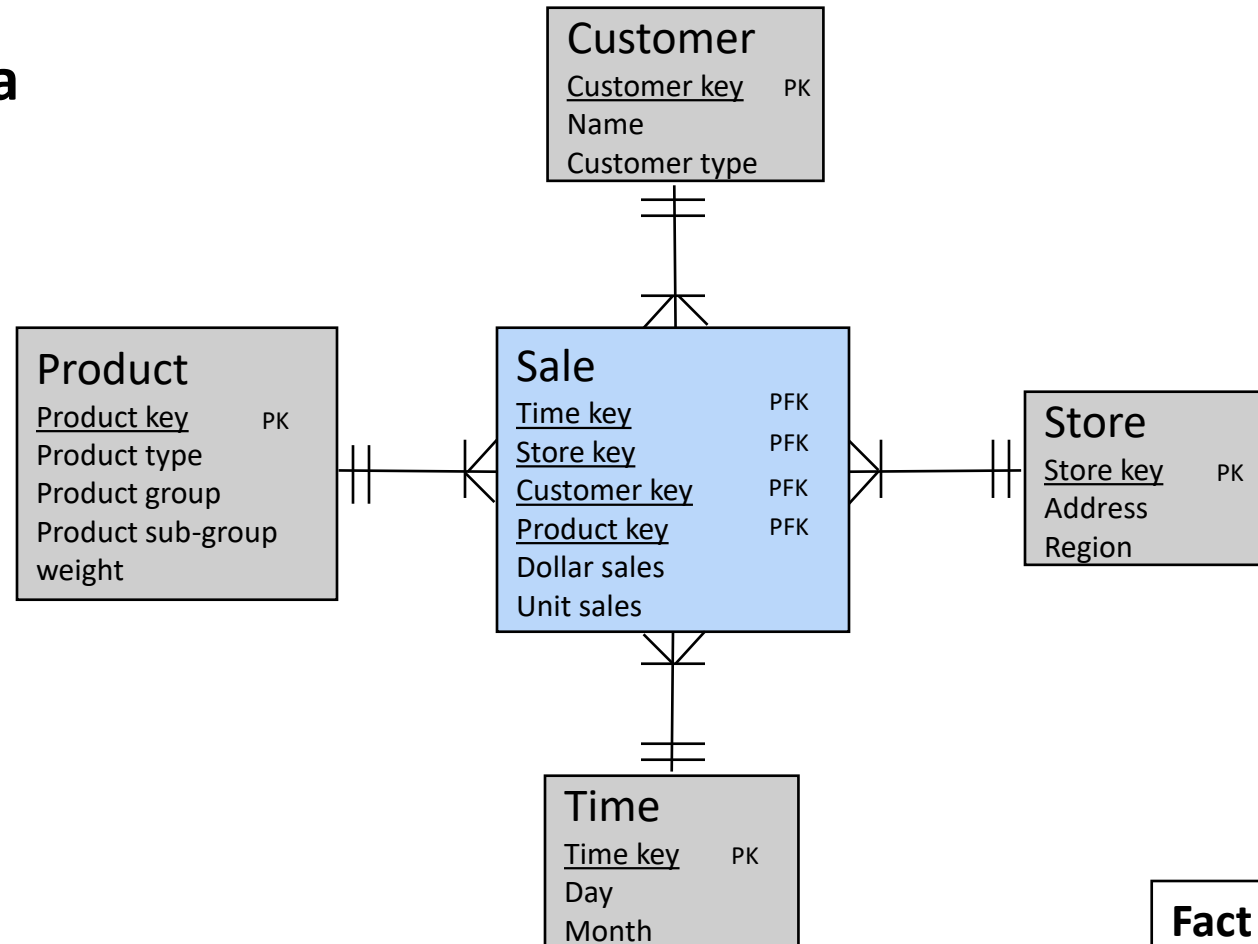 a
Customer
Customer key PK
Name
Customer type
Product
Product key PK
Product type
Product group
Product sub-group
weight
Sale
Time key PFK
Store key PFK
Customer key PFK
Product key PFK
Dollar sales
Unit sales
Store
Store key PK
Address
Region
Time
Time key PK
Day
Month
Fact